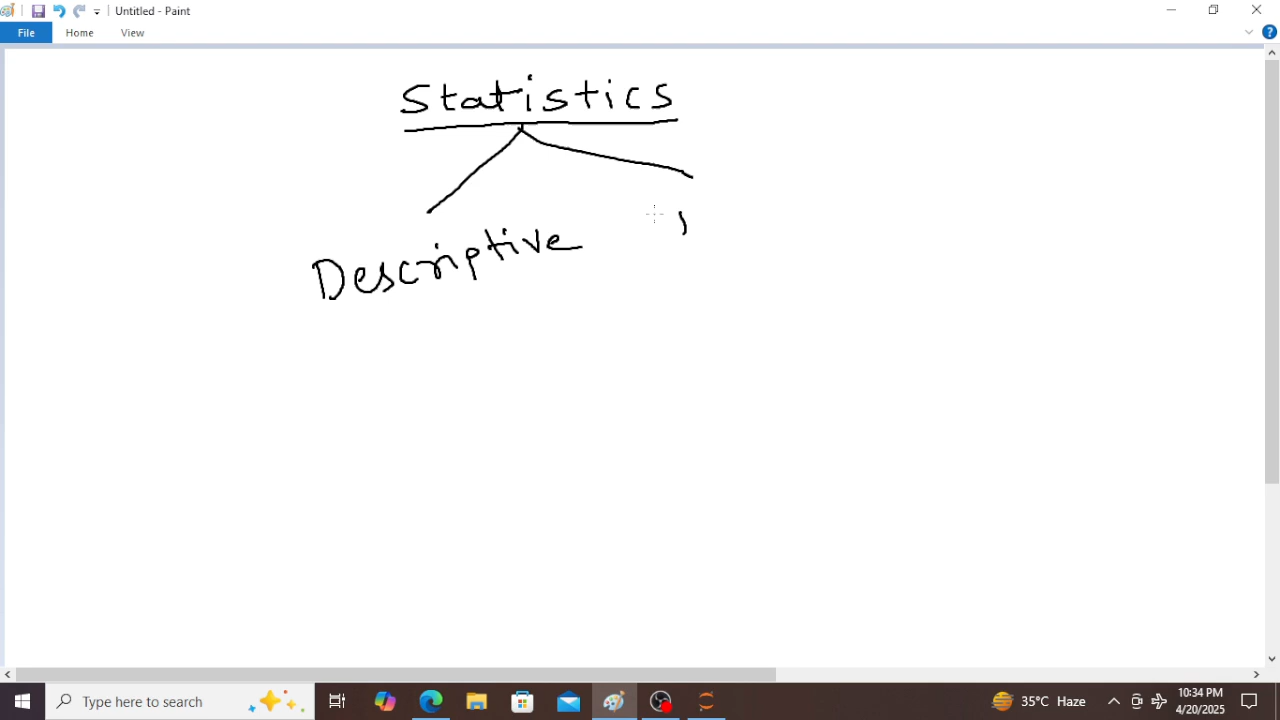 Untitled - Paint
File Home View
Statistics
Descriptive
Type here to search
35°C Haze
10:34 PM
4/20/2025